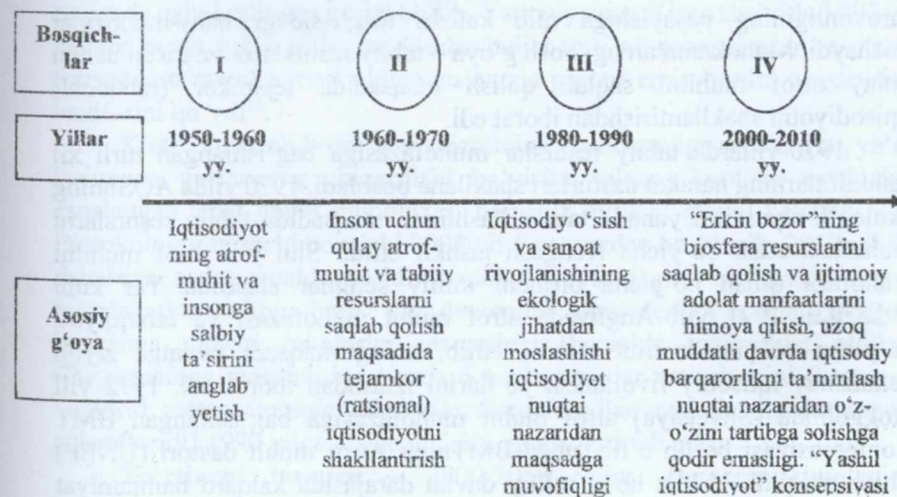 Bosqich-
lar
I
II
III
IV
Yillar
1950-1960
yy.
1960-1970
yy.
1980-1990
yy.
2000-2010
yy.
Asosiy
g‘oya
Iqtisodiyot
ning atrof-
muhit va
insonga
salbiy
ta’sirini
anglab
yetish
Inson uchun
qulay atrof-
muhit va tabiiy
resurslarni
saqlab qolish
maqsadida
tejamkor
(ratsional)
iqtisodiyotni
shakllantirish
Iqtisodiy o‘sish
va sanoat
rivojlanishining
ekologik
jihatdan
moslashishi
iqtisodiyot
nuqtai
nazaridan
maqsadga
muvofiqligi
“Erkin bozor”ning
biosfera resurslarini
saqlab qolish va ijtimoiy
adolat manfaatlarini
himoya qilish, uzoq
muddatli davrda iqtisodiy
barqarorlikni ta’minlash
nuqtai nazaridan o‘z-
o‘zini tartibga solishga
qodir emasligi “Yashil
iqtisodiyot” konsepsiyasi